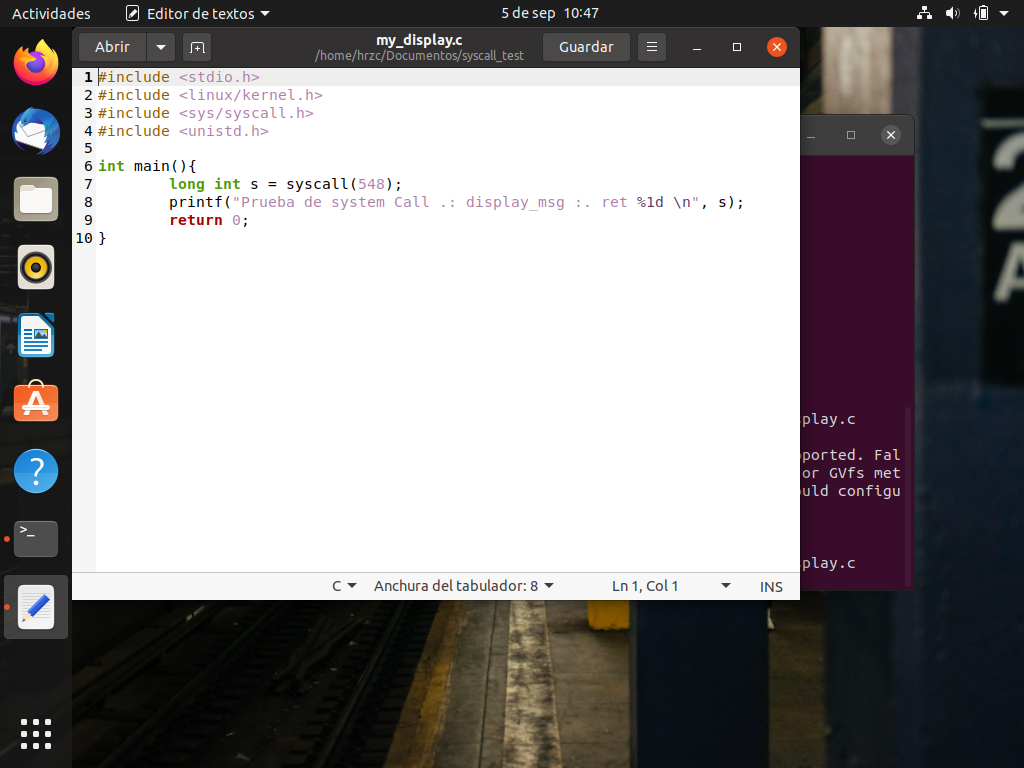 Actividades Editor de textos 5 de sep 10:47
Abrir my_display.c Guardar
/home/hrzc/Documentos/syscall_test
1 #include <stdio.h>
2 #include <linux/kernel.h>
3 #include <sys/syscall.h>
4 #include <unistd.h>
5
6 int main(){
7 long int s = syscall(548);
8 printf("Prueba de system Call .: display_msg :. ret %1d \n", s);
9 return 0;
10 }
play.c
ported. Fal
or GVfs met
uld configu
play.c
C Anchura del tabulador: 8 Ln 1, Col 1 INS
>_
?
2
A